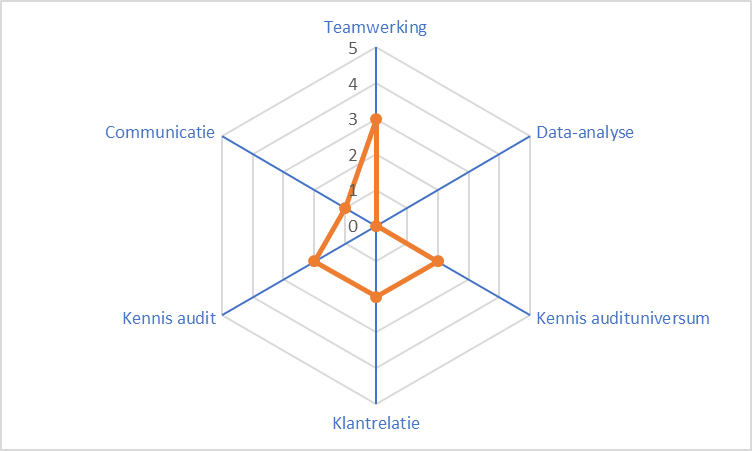 Teamwerking
5
4
Communicatie
Data-analyse
3
2
1
0
Kennis audit
Kennis audituniversum
Klantrelatie